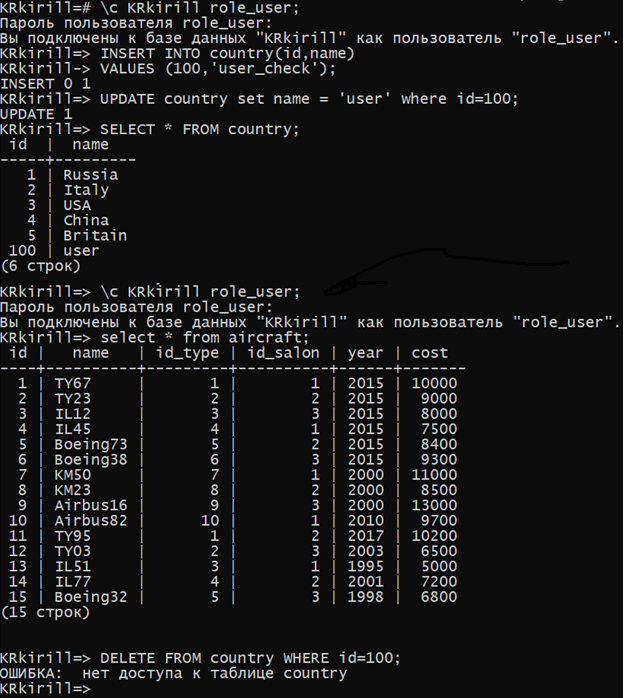 KRkirill=# \c KRkirill role_user;
Пароль пользователя role_user:
Вы подключены к базе данных "KRkirill" как пользователь "role_user".
KRkirill=> INSERT INTO country(id,name)
KRkirill-> VALUES (100,'user_check');
INSERT 0 1
KRkirill=> UPDATE country set name = 'user' where id=100;
UPDATE 1
KRkirill=> SELECT * FROM country;
 id  |  name
-----+---------
   1 | Russia
   2 | Italy
   3 | USA
   4 | China
   5 | Britain
 100 | user
(6 строк)
KRkirill=> \c KRkirill role_user;
Пароль пользователя role_user:
Вы подключены к базе данных "KRkirill" как пользователь "role_user".
KRkirill=> select * from aircraft;
 id |   name   | id_type | id_salon | year | cost
----+----------+---------+----------+------+-------
  1 | TY67     |       1 |        1 | 2015 | 10000
  2 | TY23     |       2 |        2 | 2015 |  9000
  3 | IL12     |       3 |        3 | 2015 |  8000
  4 | IL45     |       4 |        1 | 2015 |  7500
  5 | Boeing73 |       5 |        2 | 2015 |  8400
  6 | Boeing38 |       6 |        3 | 2015 |  9300
  7 | KM50     |       7 |        1 | 2000 | 11000
  8 | KM23     |       8 |        2 | 2000 |  8500
  9 | Airbus16 |       9 |        3 | 2000 | 13000
 10 | Airbus82 |      10 |        1 | 2010 |  9700
 11 | TY95     |       1 |        2 | 2017 | 10200
 12 | TY03     |       2 |        3 | 2003 |  6500
 13 | IL51     |       3 |        1 | 1995 |  5000
 14 | IL77     |       4 |        2 | 2001 |  7200
 15 | Boeing32 |       5 |        3 | 1998 |  6800
(15 строк)
KRkirill=> DELETE FROM country WHERE id=100;
ОШИБКА:  нет доступа к таблице country
KRkirill=>